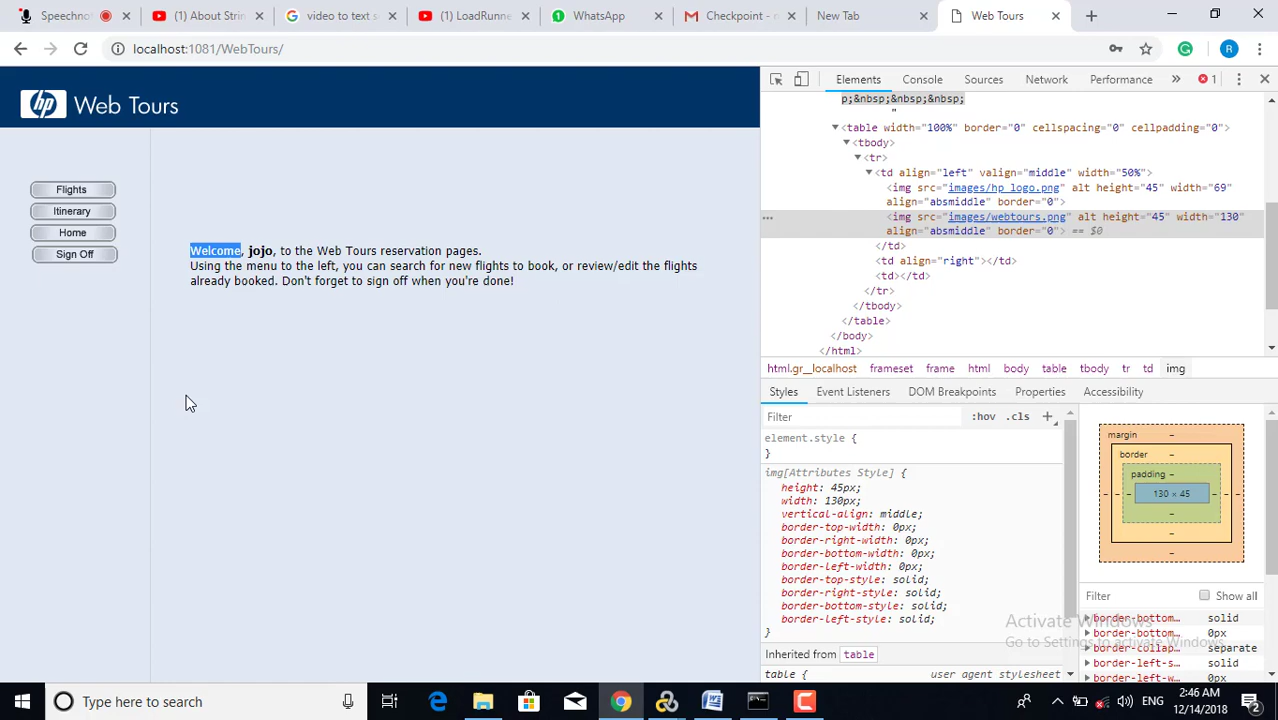 Speechno
(1) About Strin
video to text s
(1) LoadRunne
WhatsApp
Checkpoint - n
New Tab
Web Tours
localhost:1081/WebTours/
R
hp Web Tours
Flights
Itinerary
Home
Sign Off
Welcome, jojo, to the Web Tours reservation pages.
Using the menu to the left, you can search for new flights to book, or review/edit the flights
already booked. Don't forget to sign off when you're done!
Elements Console Sources Network Performance » 1
p;&nbsp;&nbsp;&nbsp;
"
<table width="100%" border="0" cellspacing="0" cellpadding="0">
<tbody>
<tr>
<td align="left" valign="middle" width="50%">
<img src="images/hp_logo.png" alt height="45" width="69"
align="absmiddle" border="0">
<img src="images/webtours.png" alt height="45" width="130"
align="absmiddle" border="0"> == $0
</td>
<td align="right"></td>
<td></td>
</tr>
</tbody>
</table>
</body>
</html>
html.gr__localhost frameset frame html body table tbody tr td img
Styles Event Listeners DOM Breakpoints Properties Accessibility
Filter :hov .cls +
element.style {
}
img[Attributes Style] {
height: 45px;
width: 130px;
vertical-align: middle;
border-top-width: 0px;
border-right-width: 0px;
border-bottom-width: 0px;
border-left-width: 0px;
border-top-style: solid;
border-right-style: solid;
border-bottom-style: solid;
border-left-style: solid;
}
Inherited from table
table { user agent stylesheet
margin –
border –
padding –
– – – 130 × 45 – – –
–
–
–
Filter Show all
border-bottom… solid
border-bottom… 0px
border-collap… separate
border-left-s… solid
border-left-w… 0px
Activate Windows
Go to Settings to activate Windows.
Type here to search
ENG
2:46 AM
12/14/2018
2